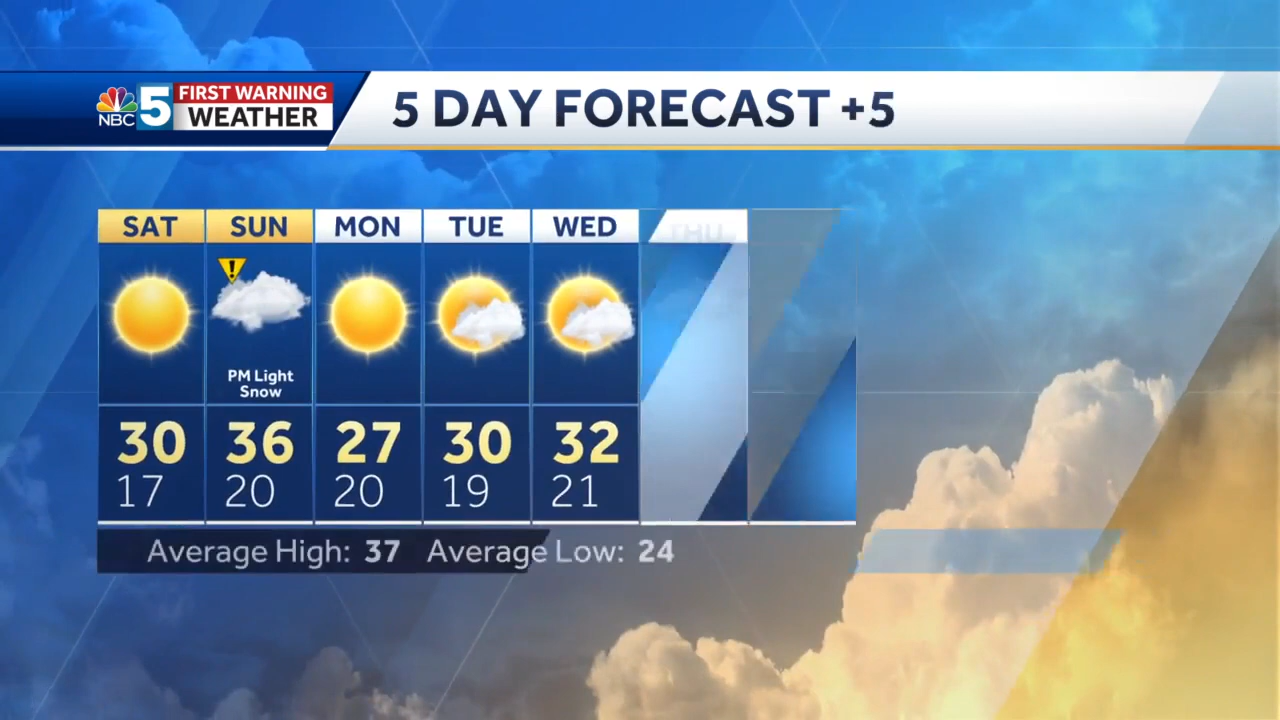 NBC 5 FIRST WARNING WEATHER
5 DAY FORECAST +5
SAT SUN MON TUE WED THU
!
PM Light
Snow
30 36 27 30 32
17 20 20 19 21
Average High: 37 Average Low: 24